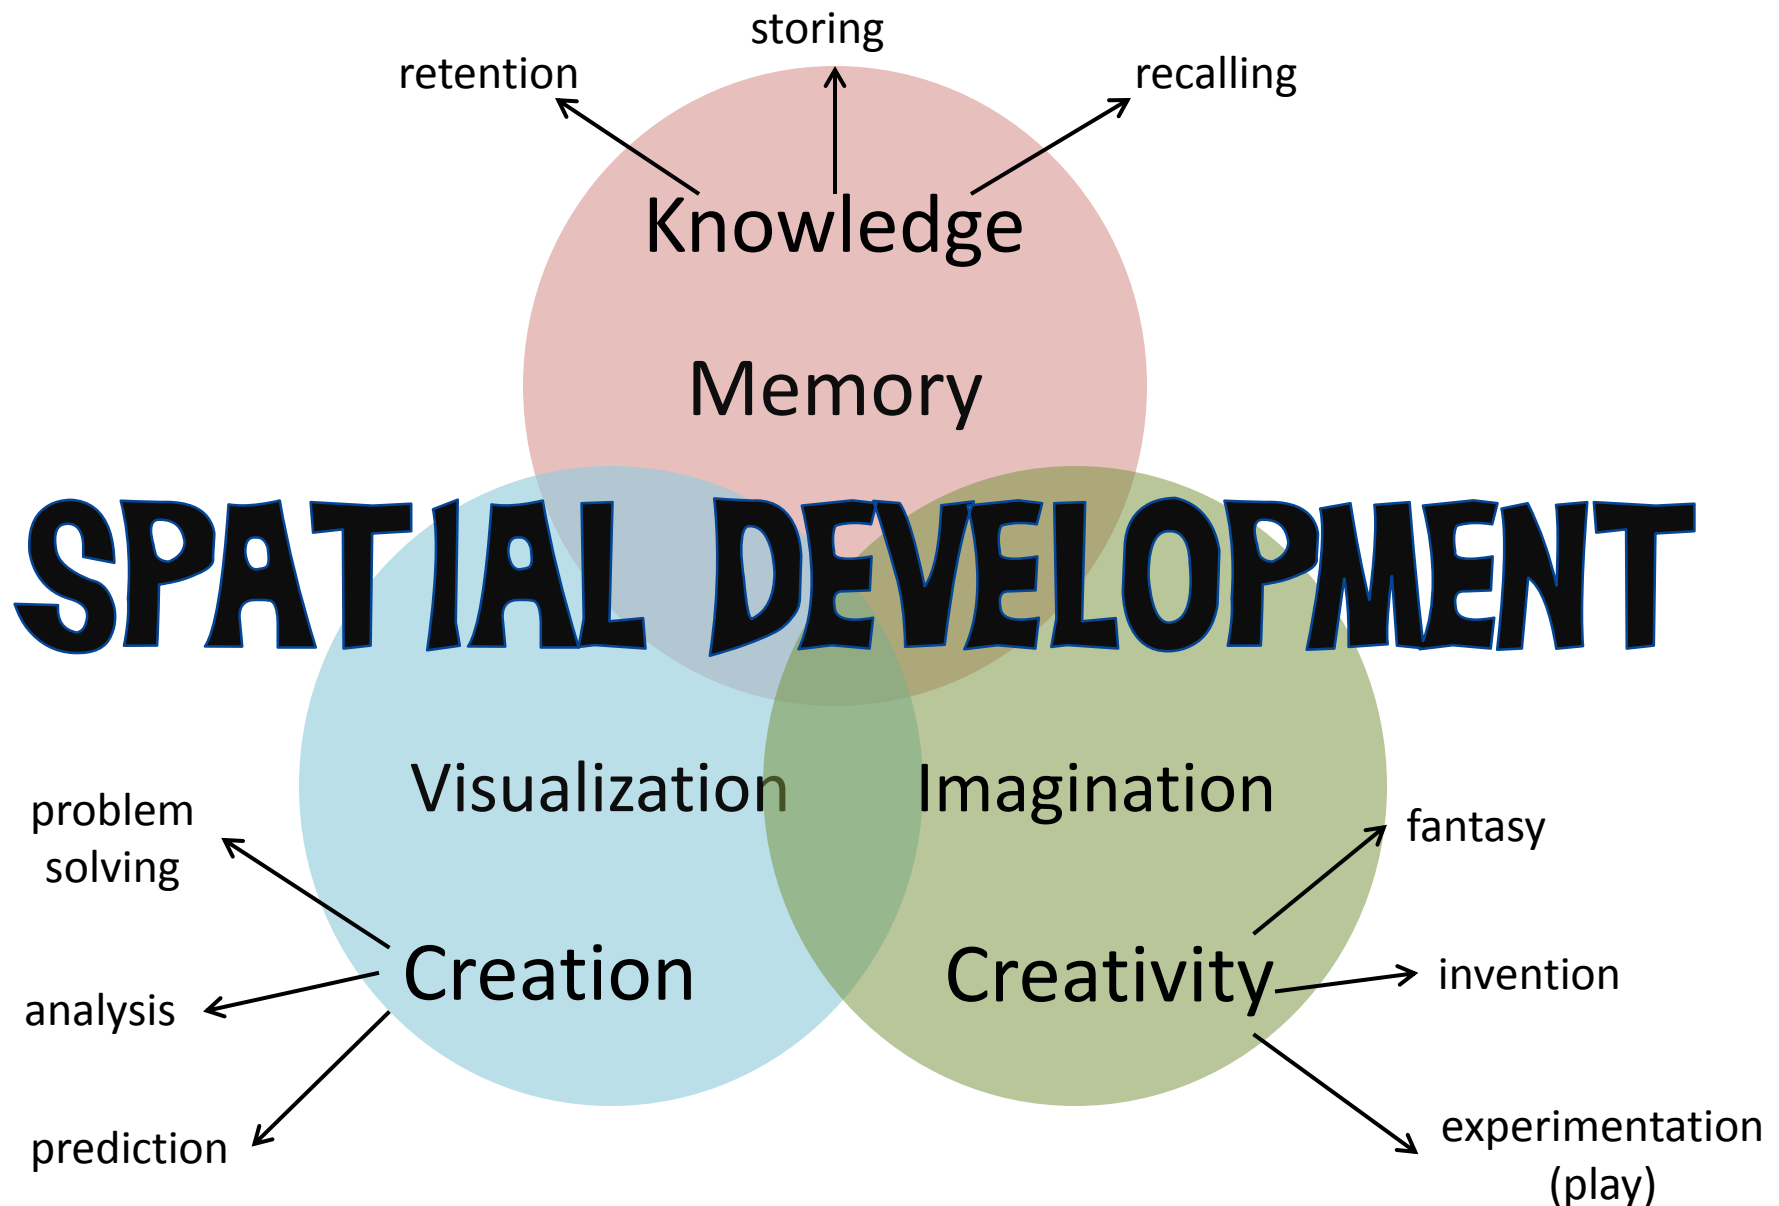 storing
retention
recalling
Knowledge
Memory
SPATIAL DEVELOPMENT
Visualization
Imagination
problem
solving
fantasy
Creation
Creativity
analysis
invention
prediction
experimentation
(play)